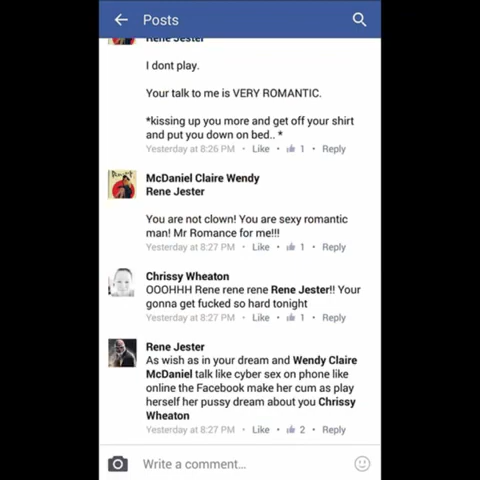 Posts
Rene Jester
I dont play.
Your talk to me is VERY ROMANTIC.
*kissing up you more and get off your shirt
and put you down on bed.. *
Yesterday at 8:26 PM • Like • 1 • Reply
McDaniel Claire Wendy
Rene Jester
You are not clown! You are sexy romantic
man! Mr Romance for me!!!
Yesterday at 8:27 PM • Like • 1 • Reply
Chrissy Wheaton
OOOHHH Rene rene rene Rene Jester!! Your
gonna get fucked so hard tonight
Yesterday at 8:27 PM • Like • 1 • Reply
Rene Jester
As wish as in your dream and Wendy Claire
McDaniel talk like cyber sex on phone like
online the Facebook make her cum as play
herself her pussy dream about you Chrissy
Wheaton
Yesterday at 8:27 PM • Like • 2 • Reply
Write a comment...